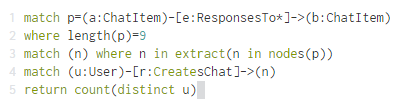 1 match p=(a:ChatItem)-[e:ResponsesTo*]->(b:ChatItem)
2 where length(p)=9
3 match (n) where n in extract(n in nodes(p))
4 match (u:User)-[r:CreatesChat]->(n)
5 return count(distinct u)